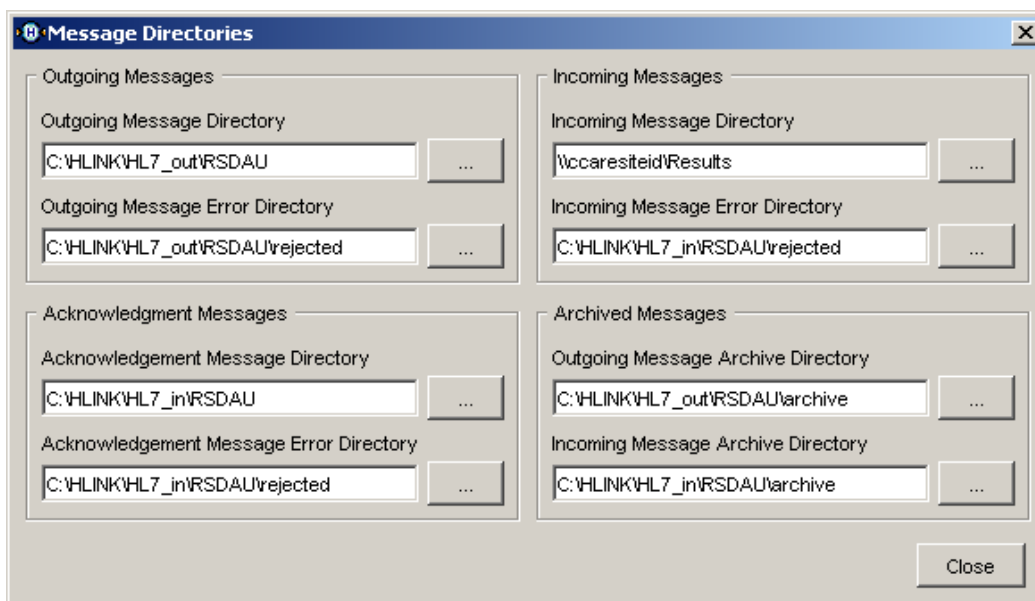 Message Directories
Outgoing Messages
Outgoing Message Directory
C:\HLINK\HL7_out\RSDAU
...
Outgoing Message Error Directory
C:\HLINK\HL7_out\RSDAU\rejected
...
Incoming Messages
Incoming Message Directory
\\ccaresiteid\Results
...
Incoming Message Error Directory
C:\HLINK\HL7_in\RSDAU\rejected
...
Acknowledgment Messages
Acknowledgement Message Directory
C:\HLINK\HL7_in\RSDAU
...
Acknowledgement Message Error Directory
C:\HLINK\HL7_in\RSDAU\rejected
...
Archived Messages
Outgoing Message Archive Directory
C:\HLINK\HL7_out\RSDAU\archive
...
Incoming Message Archive Directory
C:\HLINK\HL7_in\RSDAU\archive
...
Close